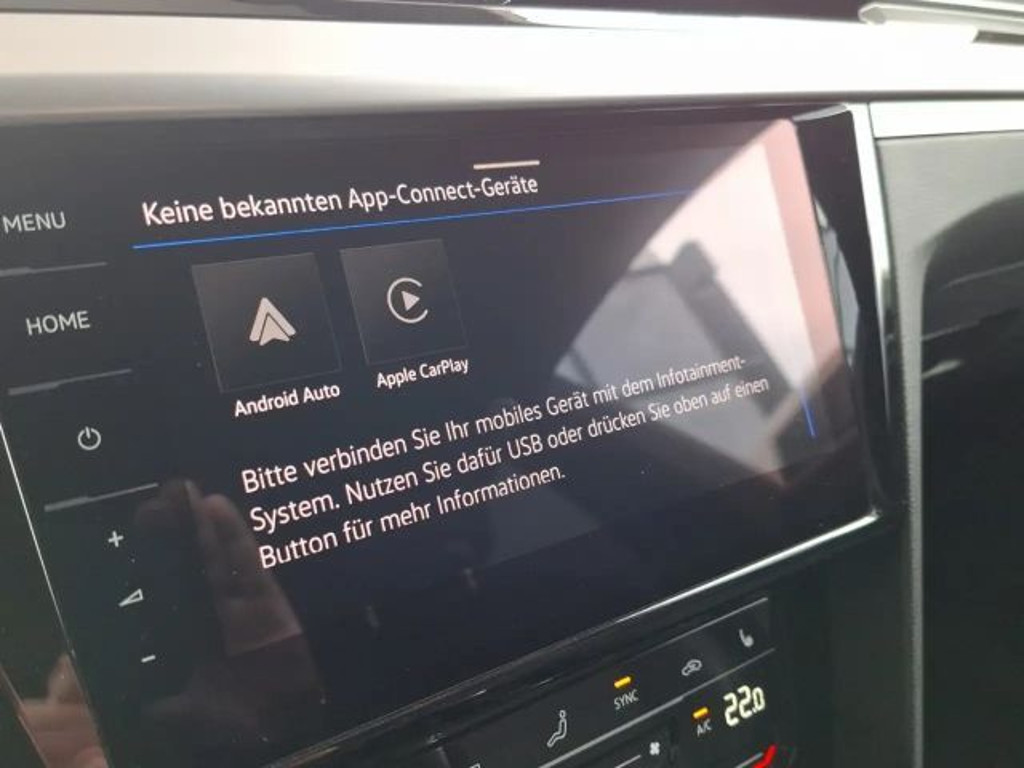 Keine bekannten App-Connect-Geräte
MENU
HOME
Android Auto
Apple CarPlay
Bitte verbinden Sie Ihr mobiles Gerät mit dem Infotainment-
System. Nutzen Sie dafür USB oder drücken Sie oben auf einen
Button für mehr Informationen.
+
-
SYNC
A/C
22.0